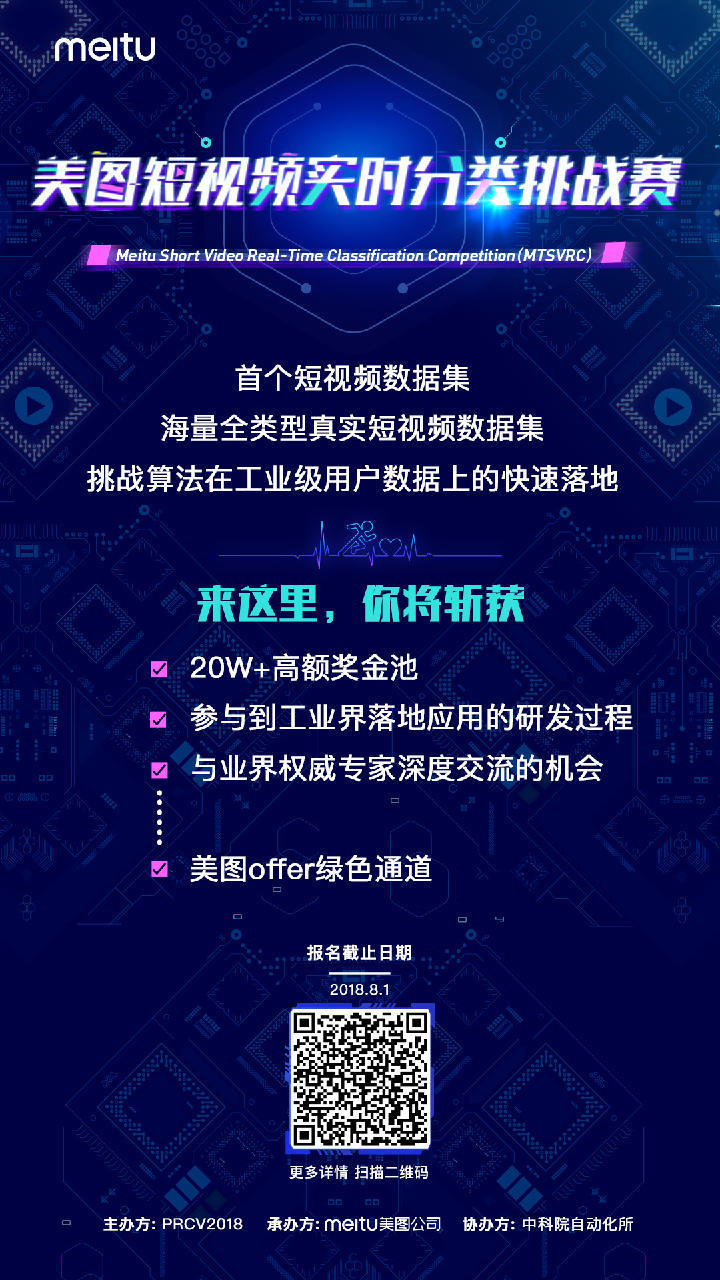 meitu
美图短视频实时分类挑战赛
Meitu Short Video Real-Time Classification Competition(MTSVRC)
首个短视频数据集
海量全类型真实短视频数据集
挑战算法在工业级用户数据上的快速落地
来这里，你将斩获
20W+高额奖金池
参与到工业界落地应用的研发过程
与业界权威专家深度交流的机会
美图offer绿色通道
报名截止日期
2018.8.1
更多详情 扫描二维码
主办方: PRCV2018 承办方: meitu美图公司 协办方: 中科院自动化所